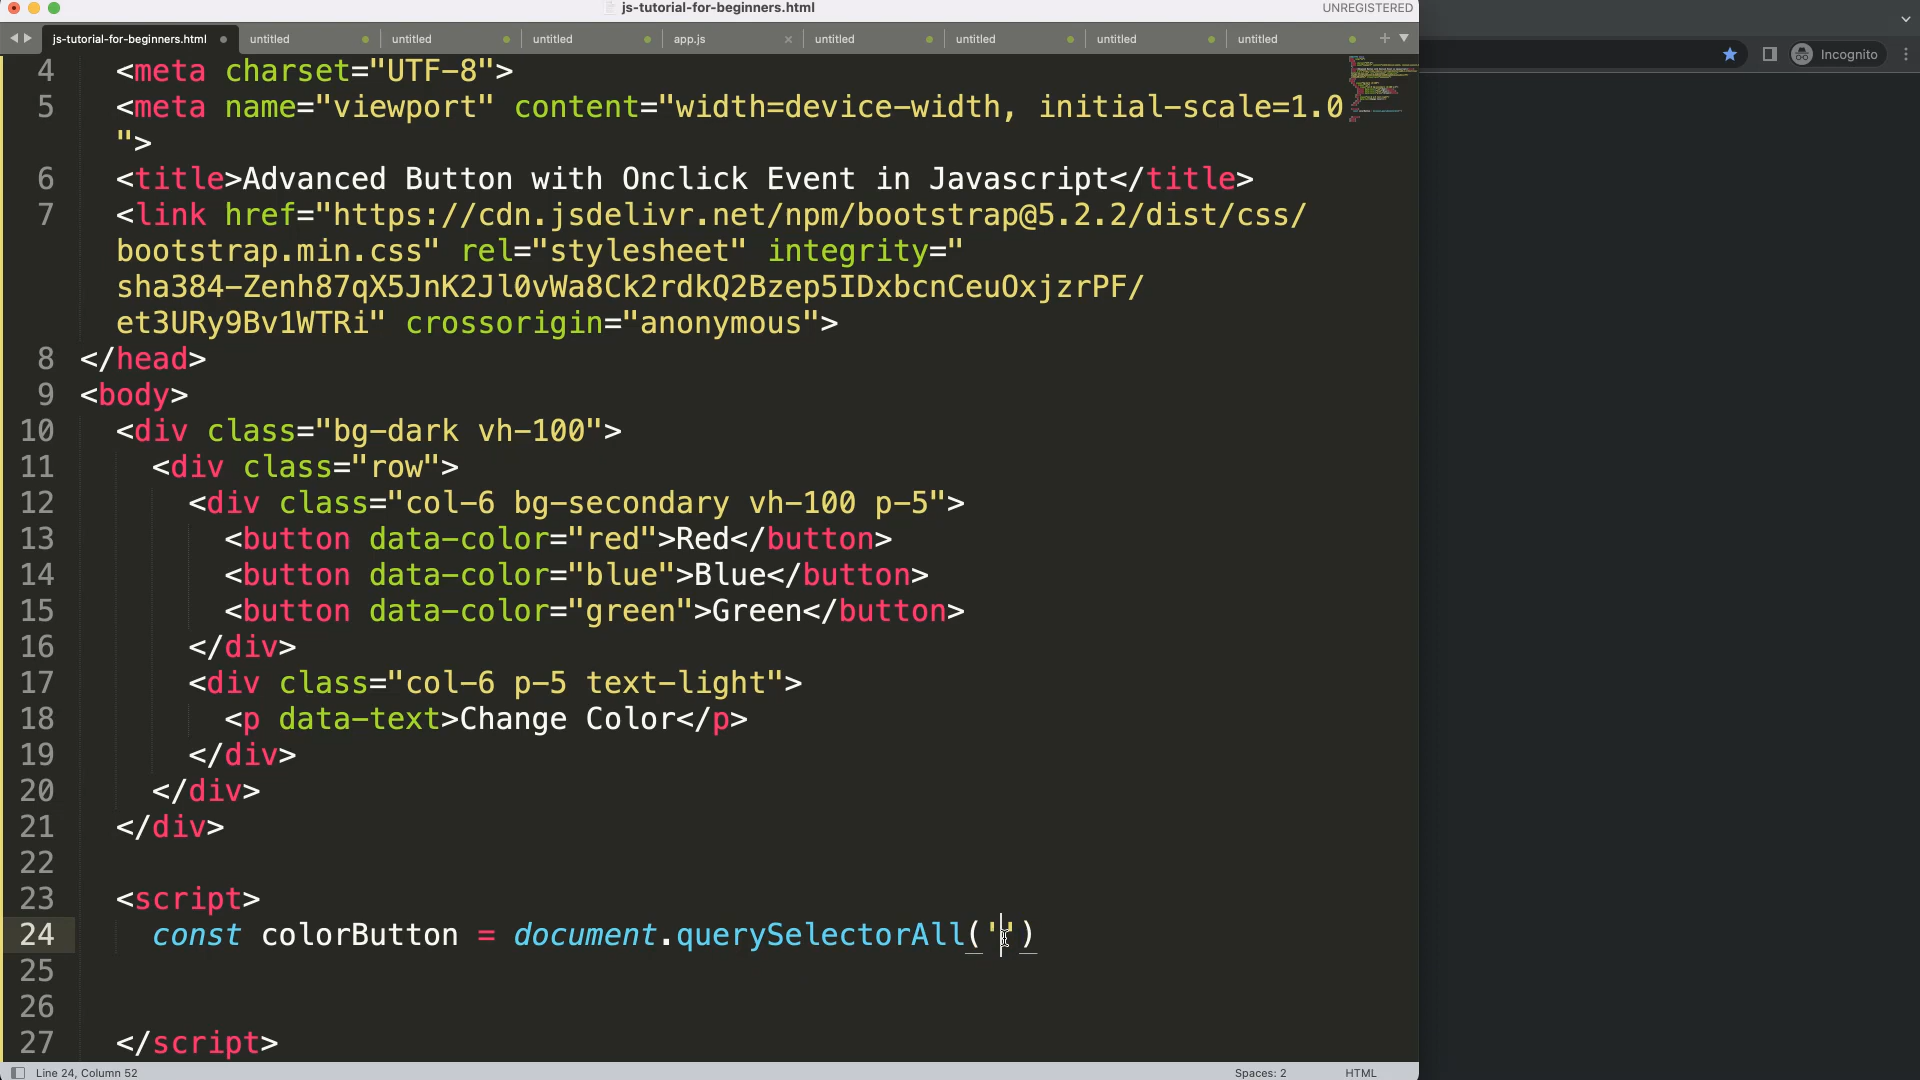 js-tutorial-for-beginners.html
UNREGISTERED
js-tutorial-for-beginners.html untitled untitled untitled app.js untitled untitled untitled untitled
Incognito
4 <meta charset="UTF-8">
5 <meta name="viewport" content="width=device-width, initial-scale=1.0
">
6 <title>Advanced Button with Onclick Event in Javascript</title>
7 <link href="https://cdn.jsdelivr.net/npm/bootstrap@5.2.2/dist/css/
bootstrap.min.css" rel="stylesheet" integrity="
sha384-Zenh87qX5JnK2Jl0vWa8Ck2rdkQ2Bzep5IDxbcnCeuOxjzrPF/
et3URy9Bv1WTRi" crossorigin="anonymous">
8 </head>
9 <body>
10 <div class="bg-dark vh-100">
11 <div class="row">
12 <div class="col-6 bg-secondary vh-100 p-5">
13 <button data-color="red">Red</button>
14 <button data-color="blue">Blue</button>
15 <button data-color="green">Green</button>
16 </div>
17 <div class="col-6 p-5 text-light">
18 <p data-text>Change Color</p>
19 </div>
20 </div>
21 </div>
22
23 <script>
24 const colorButton = document.querySelectorAll('')
25
26
27 </script>
Line 24, Column 52
Spaces: 2
HTML